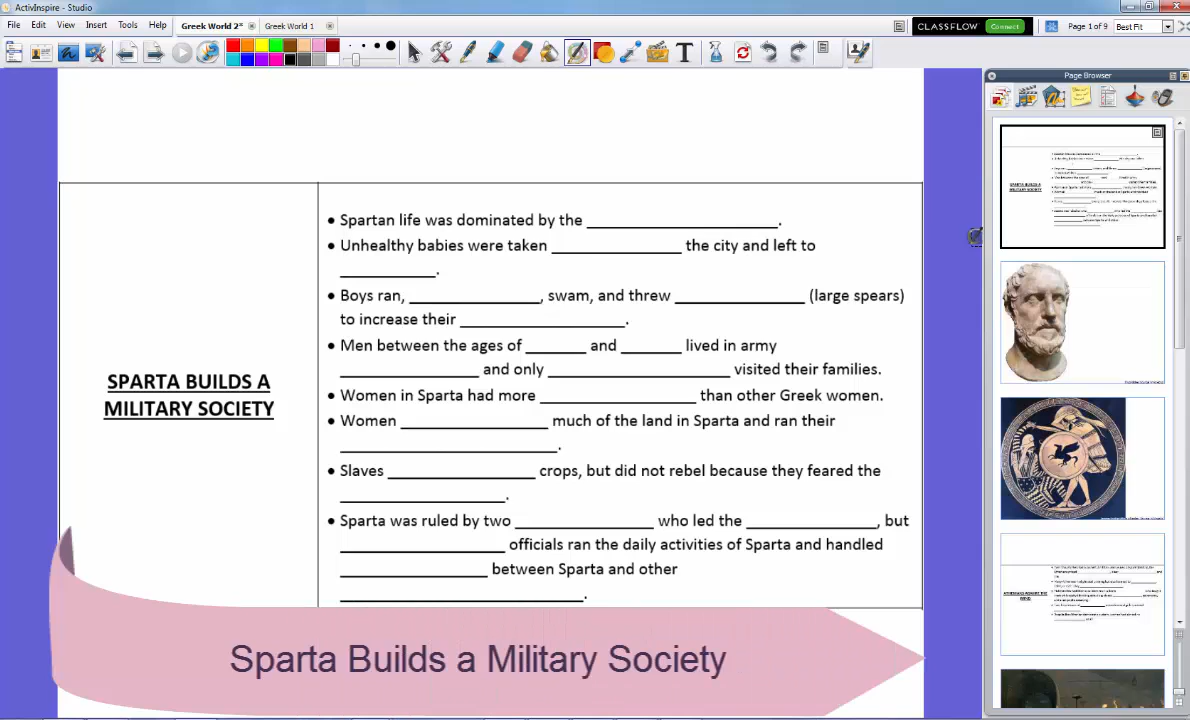 ActivInspire - Studio
File Edit View Insert Tools Help
Greek World 2* Greek World 1
CLASSFLOW Connect
Page 1 of 9
Best Fit
Page Browser
SPARTA BUILDS A
MILITARY SOCIETY
• Spartan life was dominated by the ____________________.
• Unhealthy babies were taken ______________ the city and left to
__________.
• Boys ran, ______________, swam, and threw ______________ (large spears)
to increase their _________________.
• Men between the ages of ______ and ______ lived in army
_______________ and only ___________________ visited their families.
• Women in Sparta had more ________________ than other Greek women.
• Women _______________ much of the land in Sparta and ran their
_______________________.
• Slaves _______________ crops, but did not rebel because they feared the
_________________.
• Sparta was ruled by two ______________ who led the ______________, but
_________________ officials ran the daily activities of Sparta and handled
_______________ between Sparta and other
_________________________.
Sparta Builds a Military Society